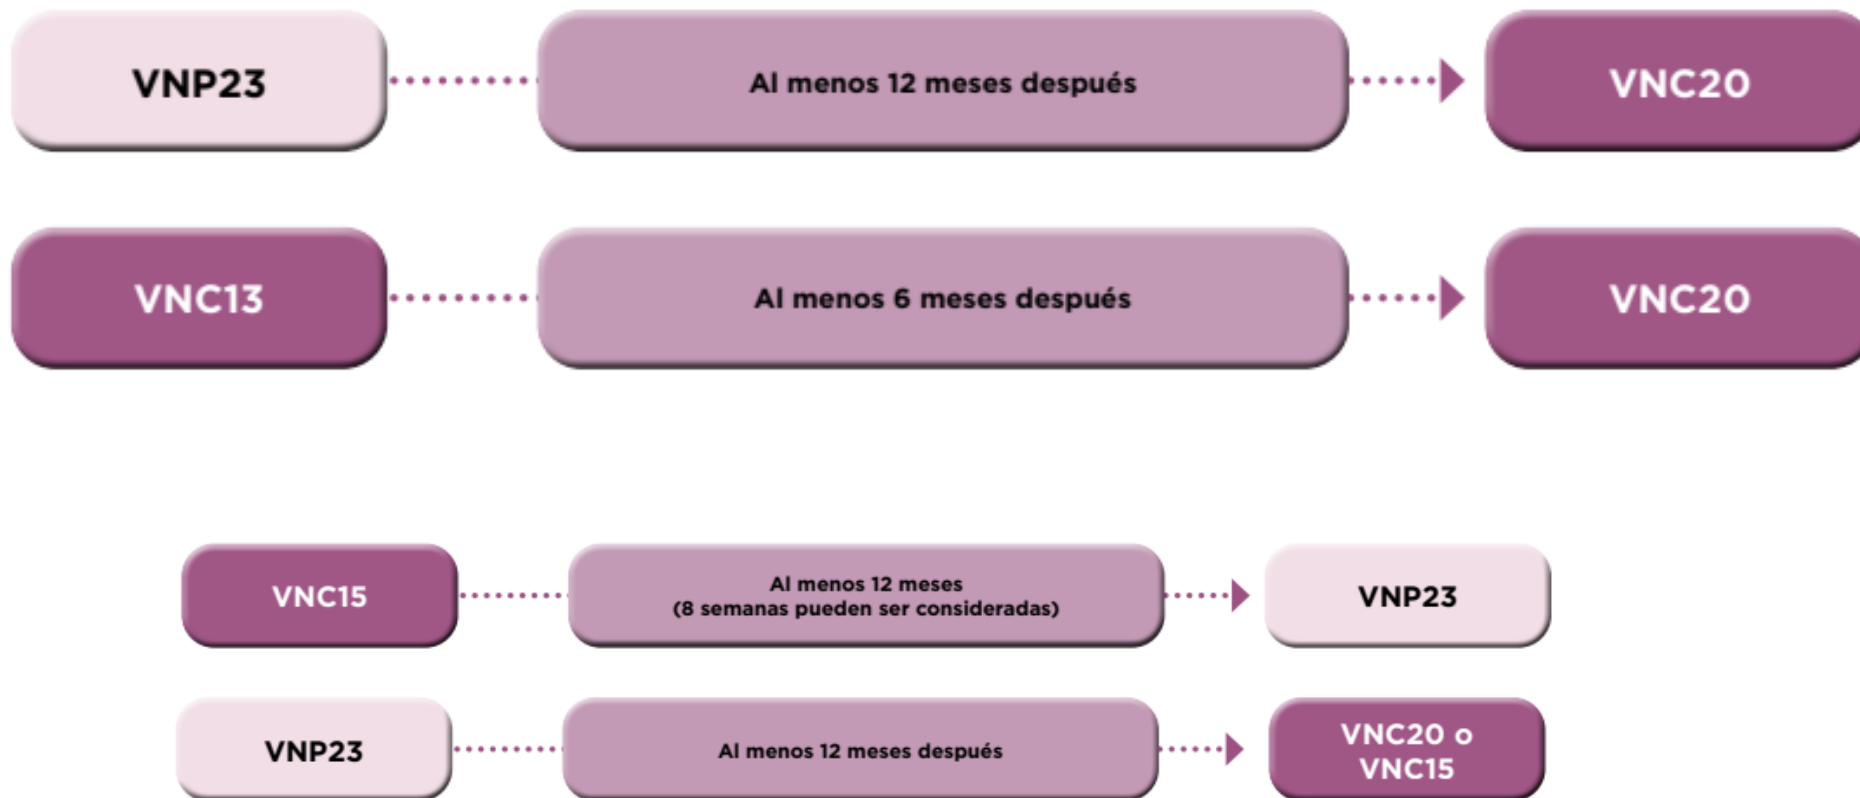 VNP23
Al menos 12 meses después
VNC20
VNC13
Al menos 6 meses después
VNC20
VNC15
Al menos 12 meses
(8 semanas pueden ser consideradas)
VNP23
VNP23
Al menos 12 meses después
VNC20 o
VNC15